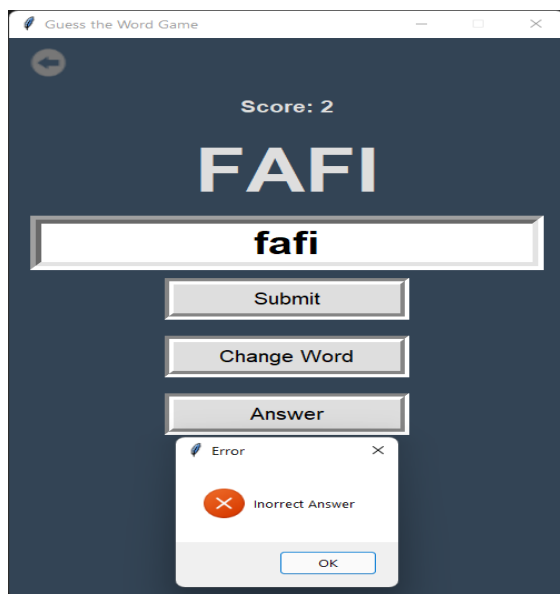 Guess the Word Game
Score: 2
FAFI
fafi
Submit
Change Word
Answer
Error
Inorrect Answer
OK